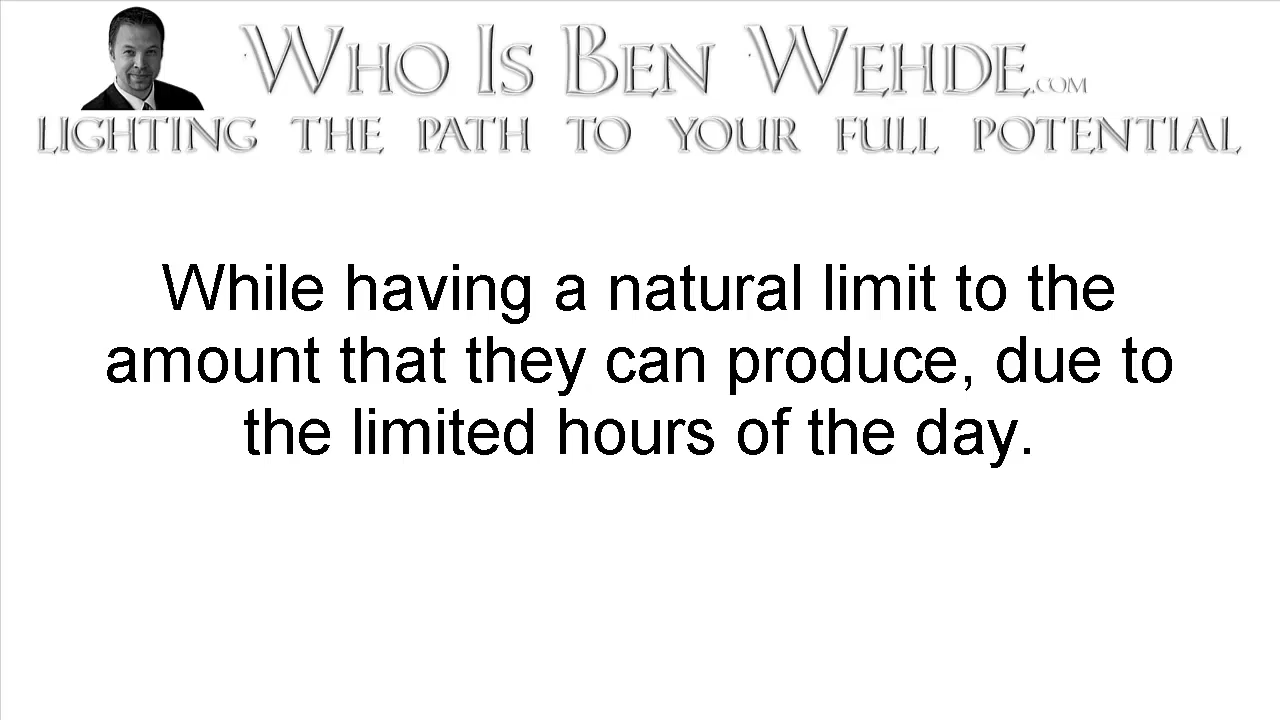 WHO IS BEN WEHDE.COM
LIGHTING THE PATH TO YOUR FULL POTENTIAL
While having a natural limit to the
amount that they can produce, due to
the limited hours of the day.